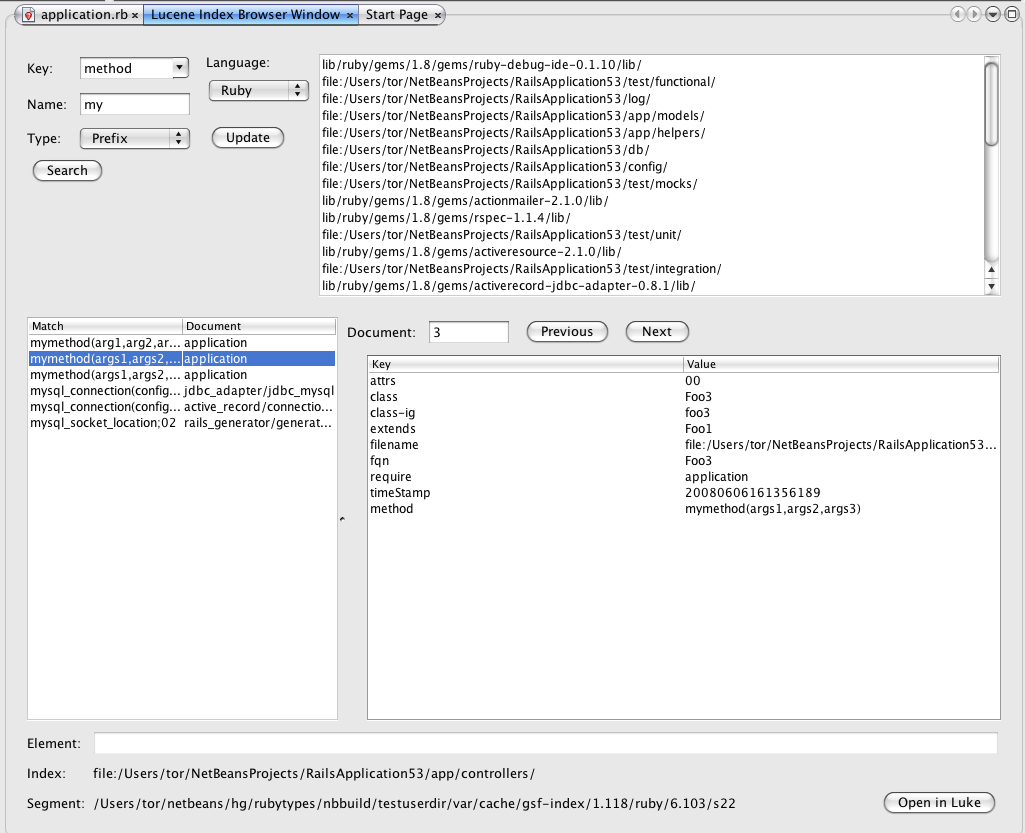 application.rb × Lucene Index Browser Window × Start Page ×
Key: method Language:
Ruby
Name: my
Type: Prefix Update
Search
lib/ruby/gems/1.8/gems/ruby-debug-ide-0.1.10/lib/
file:/Users/tor/NetBeansProjects/RailsApplication53/test/functional/
file:/Users/tor/NetBeansProjects/RailsApplication53/log/
file:/Users/tor/NetBeansProjects/RailsApplication53/app/models/
file:/Users/tor/NetBeansProjects/RailsApplication53/app/helpers/
file:/Users/tor/NetBeansProjects/RailsApplication53/db/
file:/Users/tor/NetBeansProjects/RailsApplication53/config/
file:/Users/tor/NetBeansProjects/RailsApplication53/test/mocks/
lib/ruby/gems/1.8/gems/actionmailer-2.1.0/lib/
lib/ruby/gems/1.8/gems/rspec-1.1.4/lib/
file:/Users/tor/NetBeansProjects/RailsApplication53/test/unit/
lib/ruby/gems/1.8/gems/activeresource-2.1.0/lib/
file:/Users/tor/NetBeansProjects/RailsApplication53/test/integration/
lib/ruby/gems/1.8/gems/activerecord-jdbc-adapter-0.8.1/lib/
Match Document
mymethod(arg1,arg2,ar... application
mymethod(args1,args2,... application
mymethod(args1,args2,... application
mysql_connection(config... jdbc_adapter/jdbc_mysql
mysql_connection(config... active_record/connectio...
mysql_socket_location;02 rails_generator/generat...
Document: 3 Previous Next
Key Value
attrs 00
class Foo3
class-ig foo3
extends Foo1
filename file:/Users/tor/NetBeansProjects/RailsApplication53...
fqn Foo3
require application
timeStamp 20080606161356189
method mymethod(args1,args2,args3)
Element:
Index: file:/Users/tor/NetBeansProjects/RailsApplication53/app/controllers/
Segment: /Users/tor/netbeans/hg/rubytypes/nbbuild/testuserdir/var/cache/gsf-index/1.118/ruby/6.103/s22 Open in Luke